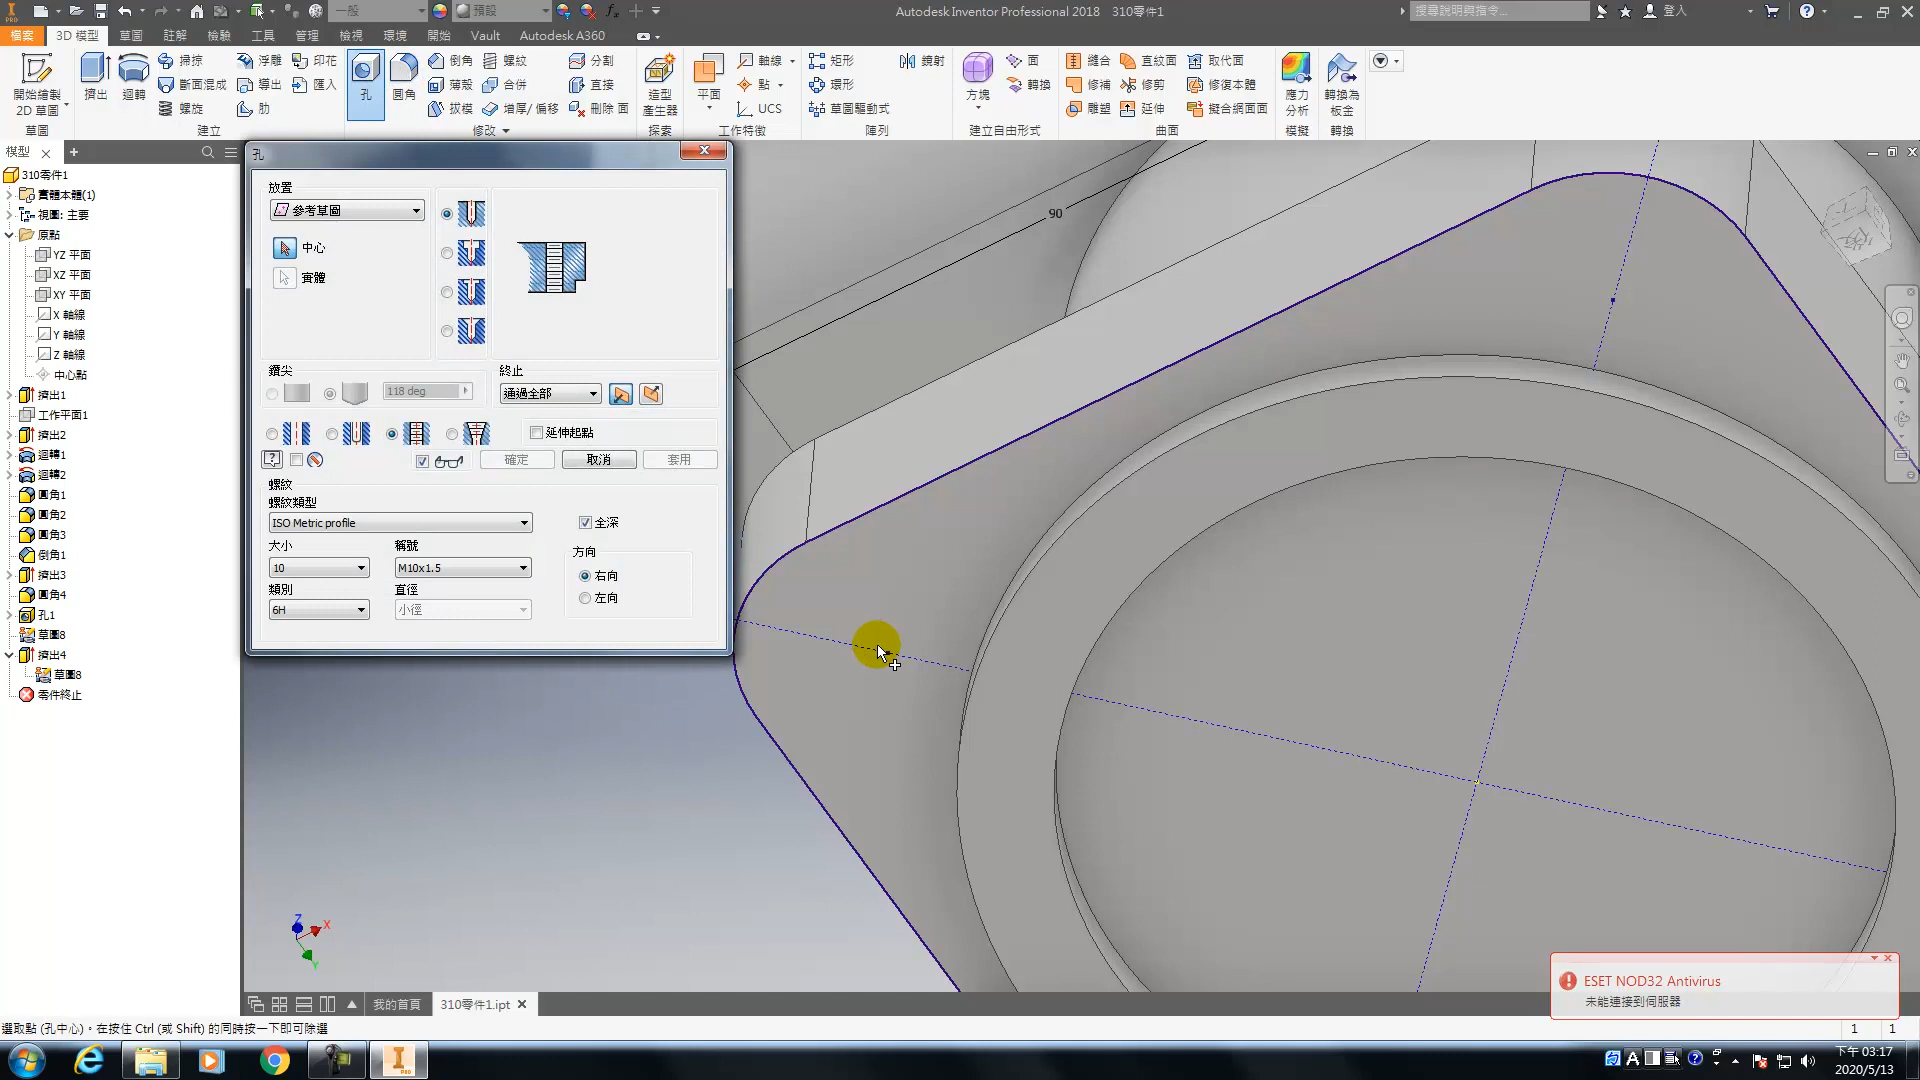 一般
預設
Autodesk Inventor Professional 2018 310零件1
搜尋說明與指令...
登入
檔案
3D 模型
草圖
註解
檢驗
工具
管理
檢視
環境
開始
Vault
Autodesk A360
開始繪製
2D 草圖
草圖
擠出
迴轉
掃掠
斷面混成
螺旋
浮雕
導出
肋
印花
匯入
建立
孔
圓角
倒角
薄殼
拔模
螺紋
合併
增厚/ 偏移
分割
直接
刪除 面
修改
造型
產生器
探索
平面
軸線
點
UCS
工作特徵
矩形
環形
草圖驅動式
鏡射
陣列
方塊
面
轉換
建立自由形式
縫合
修補
雕塑
直紋面
修剪
延伸
取代面
修復本體
擬合網面面
曲面
應力
分析
模擬
轉換為
板金
轉換
模型
310零件1
實體本體(1)
視圖: 主要
原點
YZ 平面
XZ 平面
XY 平面
X 軸線
Y 軸線
Z 軸線
中心點
擠出1
工作平面1
擠出2
迴轉1
迴轉2
圓角1
圓角2
圓角3
倒角1
擠出3
圓角4
孔1
草圖8
擠出4
草圖8
零件終止
孔
放置
參考草圖
中心
實體
鑽尖
118 deg
終止
通過全部
延伸起點
確定
取消
套用
螺紋
螺紋類型
ISO Metric profile
全深
大小
稱號
10
M10x1.5
類別
直徑
6H
小徑
方向
右向
左向
90
Z
X
Y
我的首頁
310零件1.ipt
ESET NOD32 Antivirus
未能連接到伺服器
選取點 (孔中心)。在按住 Ctrl (或 Shift) 的同時按一下即可除選
1
1
下午 03:17
2020/5/13